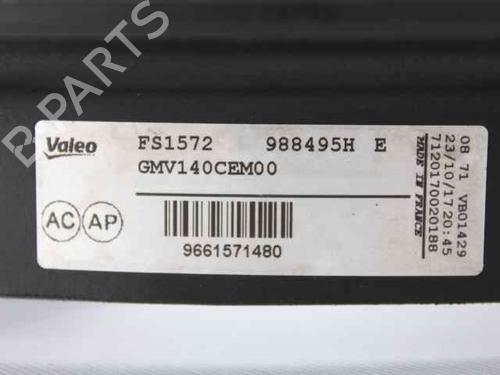 B-PARTS
Valeo
FS1572 988495H E
GMV140CEM00
AC AP
9661571480
08 71 VB01429
23/10/17 20:45
7120170020188
MADE IN FRANCE